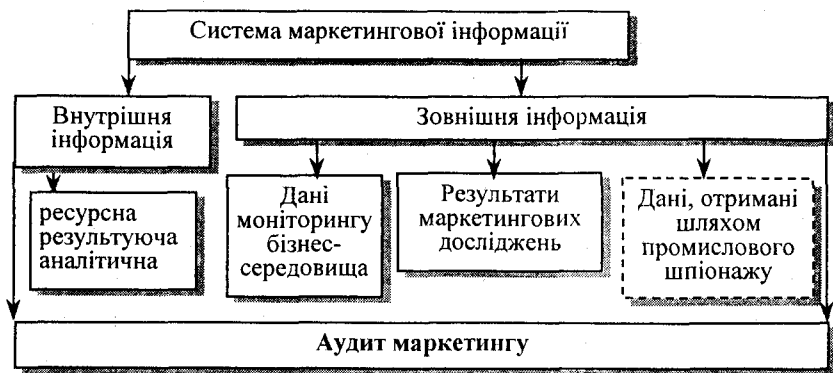 Система маркетингової інформації
Внутрішня
інформація
Зовнішня інформація
ресурсна
результуюча
аналітична
Дані
моніторингу
бізнес-
середовища
Результати
маркетингових
досліджень
Дані, отримані
шляхом
промислового
шпіонажу
Аудит маркетингу